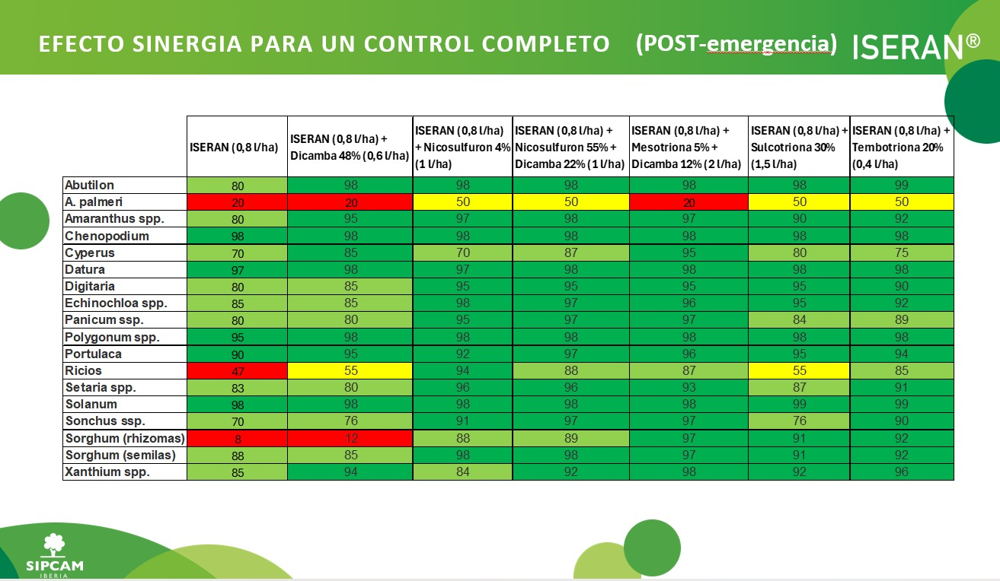 EFECTO SINERGIA PARA UN CONTROL COMPLETO (POST-emergencia) ISERAN®
ISERAN (0,8 l/ha)
ISERAN (0,8 l/ha) +
Dicamba 48% (0,6 l/ha)
ISERAN (0,8 l/ha)
+ Nicosulfuron 4%
(1 l/ha)
ISERAN (0,8 l/ha) +
Nicosulfuron 55% +
Dicamba 22% (1 l/ha)
ISERAN (0,8 l/ha) +
Mesotriona 5% +
Dicamba 12% (2 l/ha)
ISERAN (0,8 l/ha) +
Sulcotriona 30%
(1,5 l/ha)
ISERAN (0,8 l/ha) +
Tembotriona 20%
(0,4 l/ha)
Abutilon 80 98 98 98 98 98 99
A. palmeri 20 20 50 50 20 50 50
Amaranthus spp. 80 95 97 98 97 90 92
Chenopodium 98 98 98 98 98 98 98
Cyperus 70 85 70 87 95 80 75
Datura 97 98 97 98 98 98 98
Digitaria 80 85 95 95 95 95 90
Echinochloa spp. 85 85 98 97 96 95 92
Panicum ssp. 80 80 95 97 97 84 89
Polygonum spp. 95 98 98 98 98 98 98
Portulaca 90 95 92 97 96 95 94
Ricios 47 55 94 88 87 55 85
Setaria spp. 83 80 96 96 93 87 91
Solanum 98 98 98 98 98 99 99
Sonchus ssp. 70 76 91 97 97 76 90
Sorghum (rhizomas) 8 12 88 89 97 91 92
Sorghum (semilas) 88 85 98 98 97 91 92
Xanthium spp. 85 94 84 92 98 92 96
SIPCAM
IBERIA